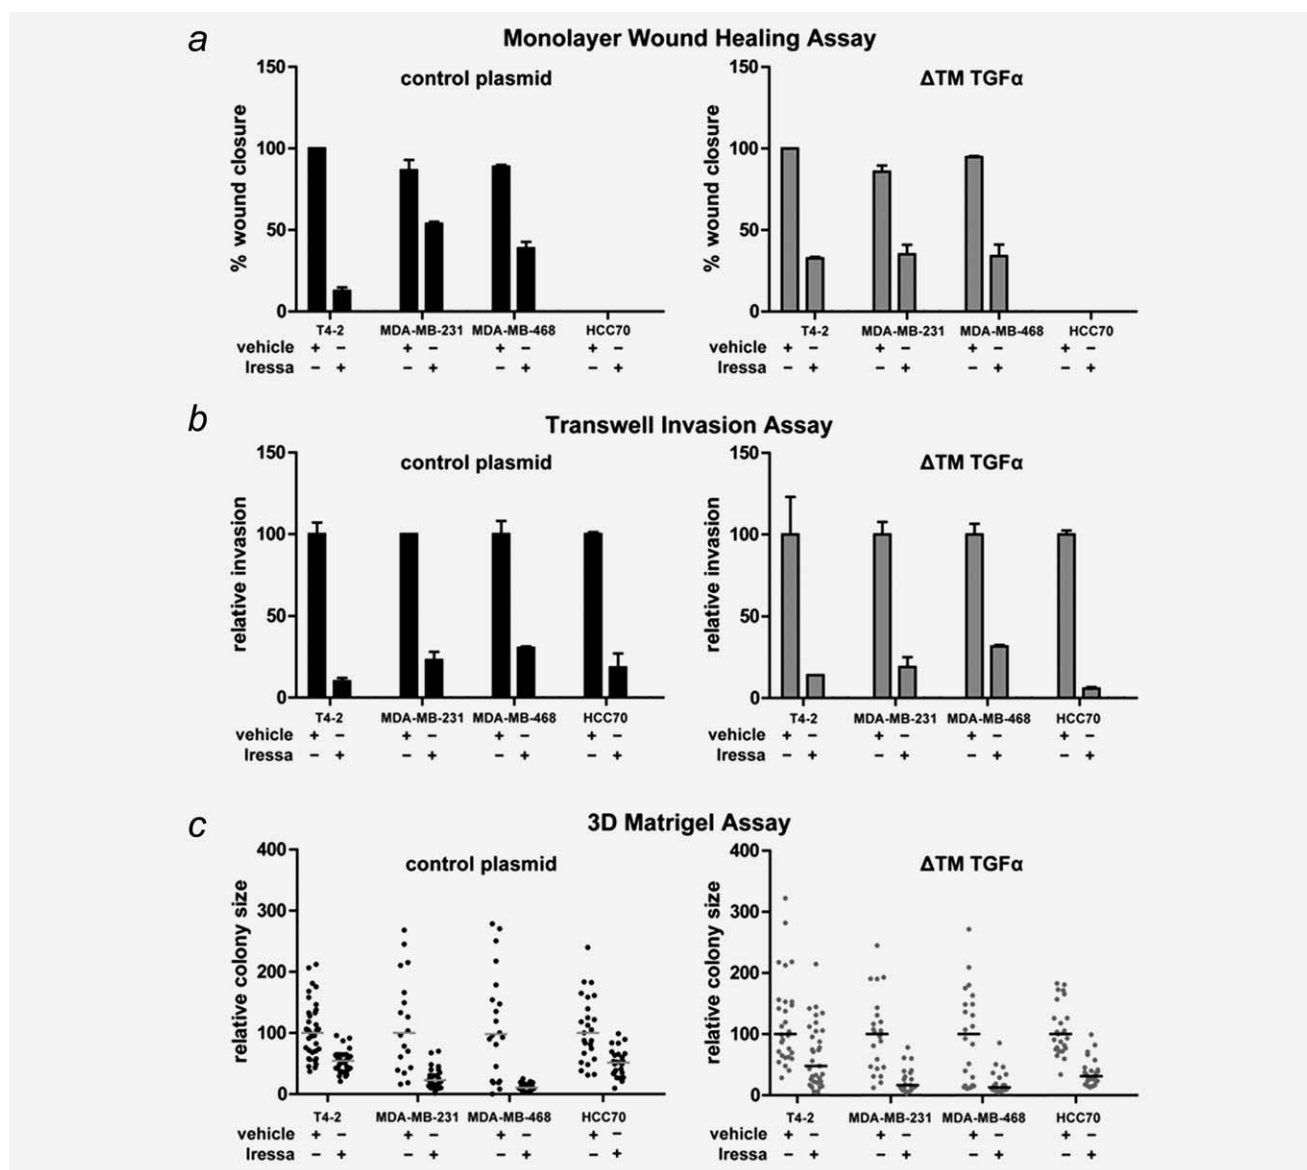 a
Monolayer Wound Healing Assay
control plasmid
% wound closure
150
100
50
0
T4-2 MDA-MB-231 MDA-MB-468 HCC70
vehicle + − + − + − + −
Iressa − + − + − + − +
ΔTM TGFα
% wound closure
150
100
50
0
T4-2 MDA-MB-231 MDA-MB-468 HCC70
vehicle + − + − + − + −
Iressa − + − + − + − +
b
Transwell Invasion Assay
control plasmid
relative invasion
150
100
50
0
T4-2 MDA-MB-231 MDA-MB-468 HCC70
vehicle + − + − + − + −
Iressa − + − + − + − +
ΔTM TGFα
relative invasion
150
100
50
0
T4-2 MDA-MB-231 MDA-MB-468 HCC70
vehicle + − + − + − + −
Iressa − + − + − + − +
c
3D Matrigel Assay
control plasmid
relative colony size
400
300
200
100
0
T4-2 MDA-MB-231 MDA-MB-468 HCC70
vehicle + − + − + − + −
Iressa − + − + − + − +
ΔTM TGFα
relative colony size
400
300
200
100
0
T4-2 MDA-MB-231 MDA-MB-468 HCC70
vehicle + − + − + − + −
Iressa − + − + − + − +